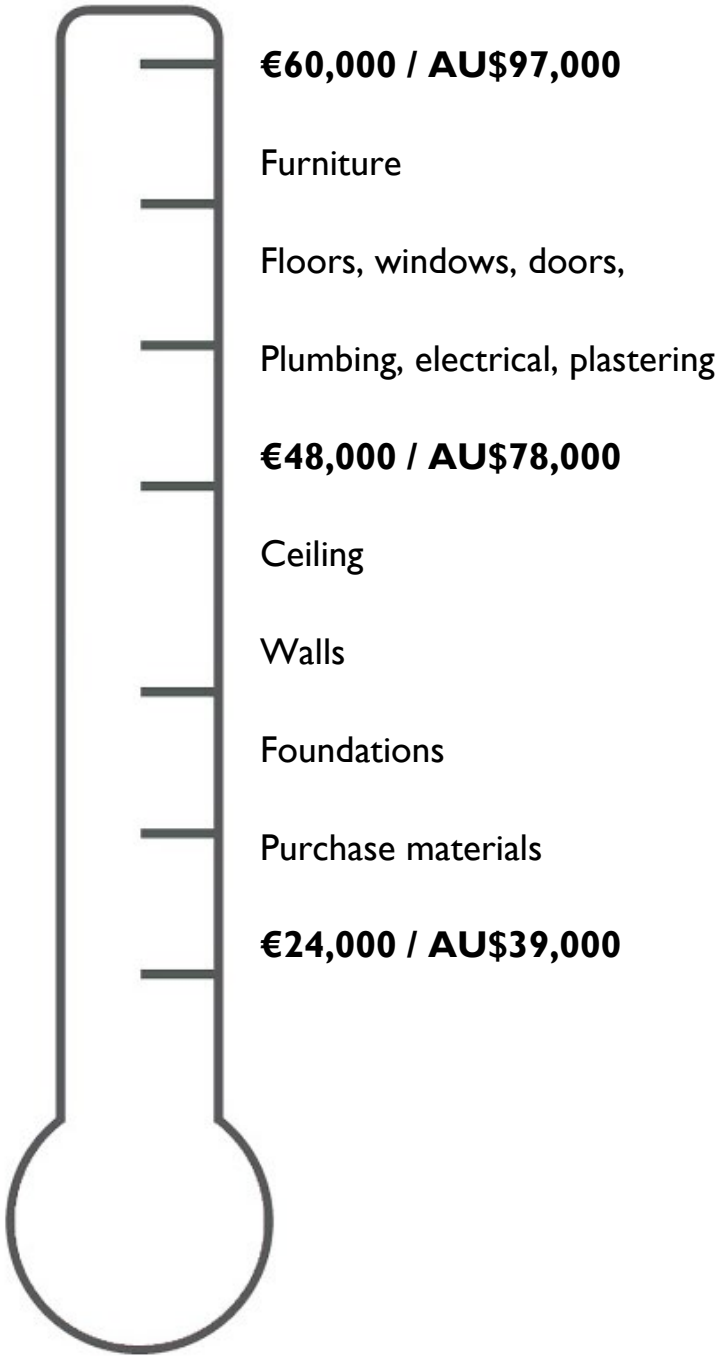 €60,000 / AU$97,000
Furniture
Floors, windows, doors,
Plumbing, electrical, plastering
€48,000 / AU$78,000
Ceiling
Walls
Foundations
Purchase materials
€24,000 / AU$39,000